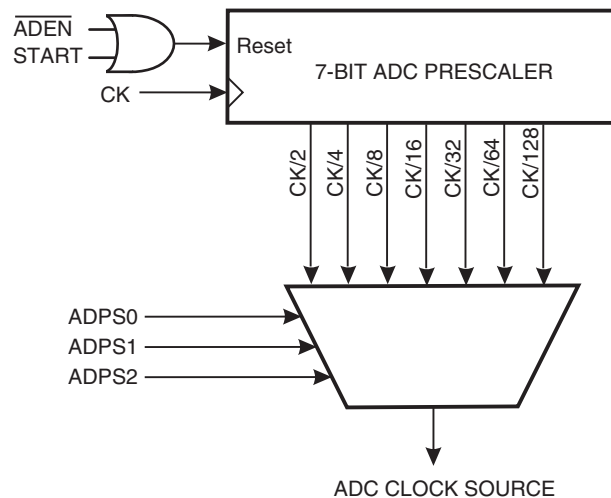 ADEN
START
Reset
CK
7-BIT ADC PRESCALER
CK/2
CK/4
CK/8
CK/16
CK/32
CK/64
CK/128
ADPS0
ADPS1
ADPS2
ADC CLOCK SOURCE